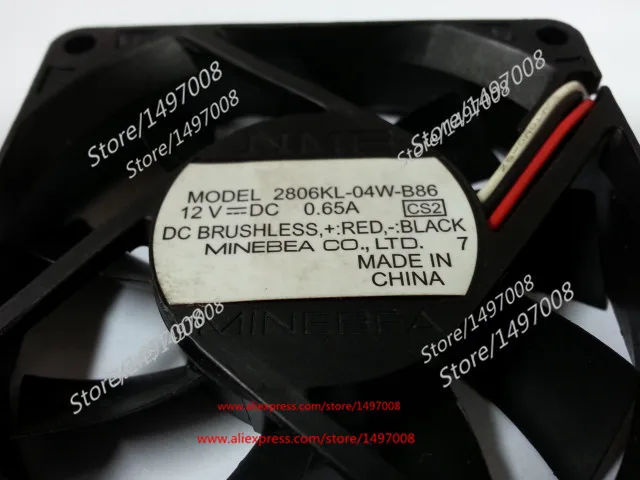 Store/1497008
Store/1497008
Store/1497008
Store/1497008
NMB
MODEL 2806KL-04W-B86
12 V⎓DC 0.65A CS2
DC BRUSHLESS,+:RED,-:BLACK
MINEBEA CO., LTD. 7
MADE IN
CHINA
MINEBEA
Store/1497008
Store/1497008
Store/1497008
Store/1497008
www.aliexpress.com/store/1497008
www.aliexpress.com/store/1497008